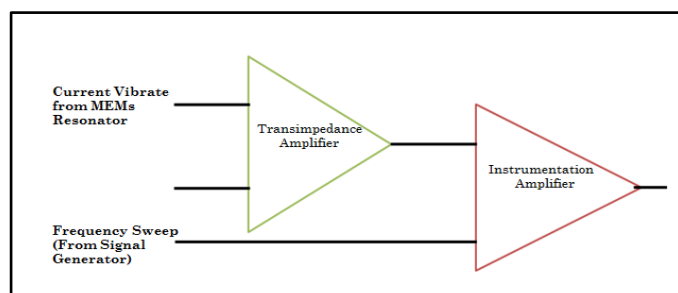 Current Vibrate
from MEMs
Resonator
Transimpedance
Amplifier
Instrumentation
Amplifier
Frequency Sweep
(From Signal
Generator)